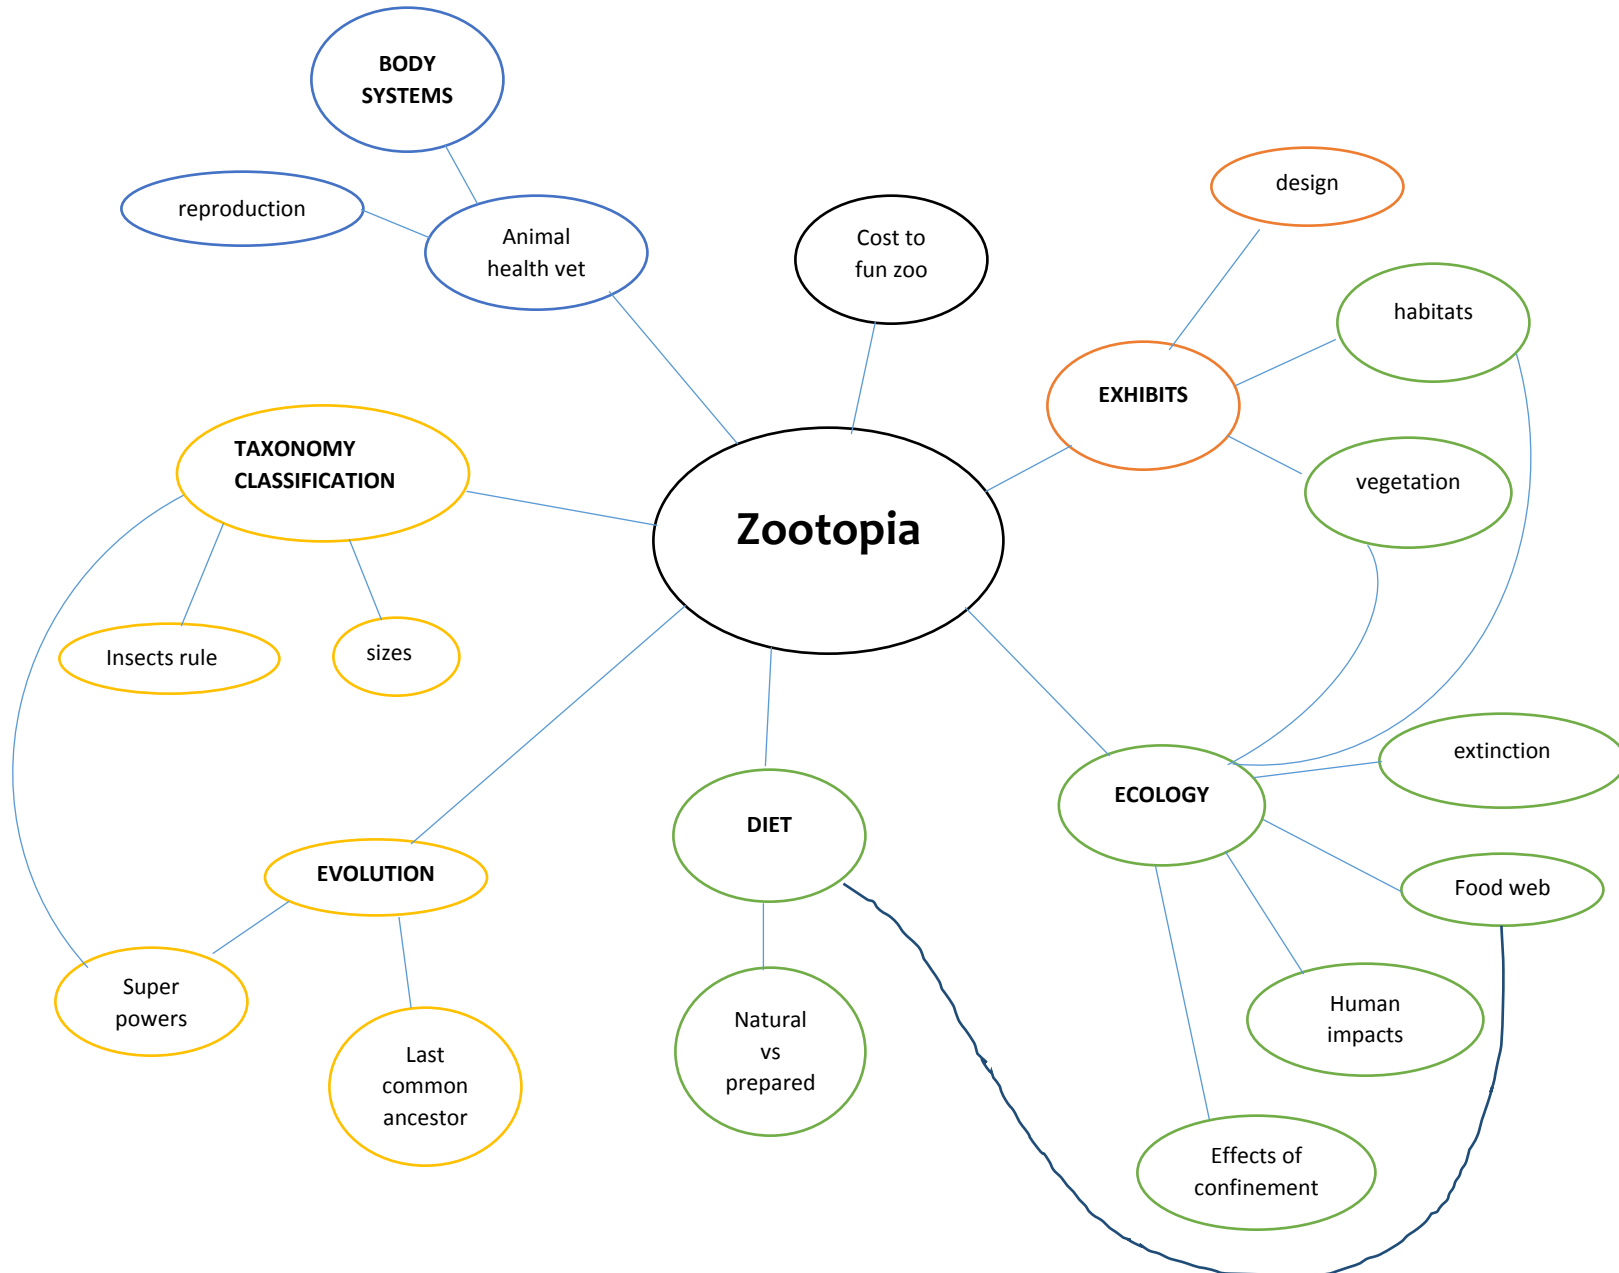 BODY
SYSTEMS
reproduction
Animal
health vet
Cost to
fun zoo
design
habitats
EXHIBITS
vegetation
TAXONOMY
CLASSIFICATION
Zootopia
Insects rule
sizes
extinction
ECOLOGY
DIET
EVOLUTION
Food web
Super
powers
Natural
vs
prepared
Human
impacts
Last
common
ancestor
Effects of
confinement